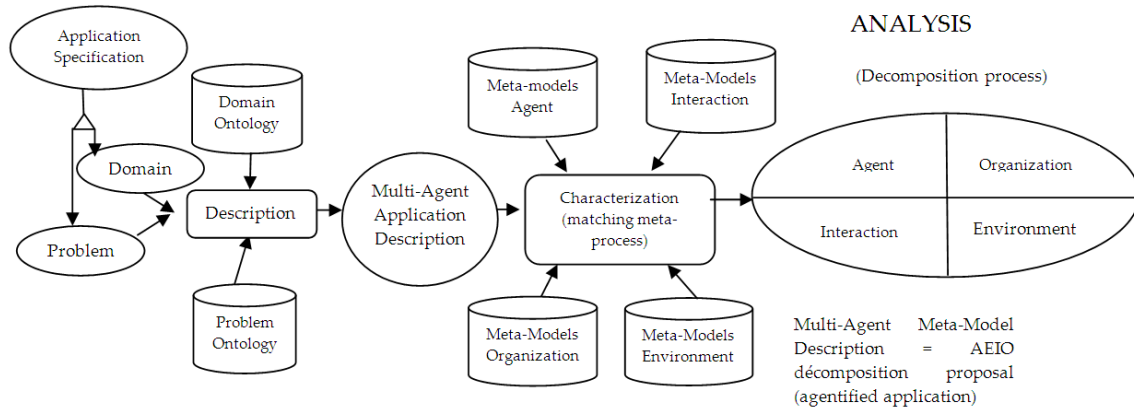 Application
Specification
ANALYSIS
(Decomposition process)
Domain
Ontology
Meta-models
Agent
Meta-Models
Interaction
Domain
Problem
Description
Multi-Agent
Application
Description
Characterization
(matching meta-
process)
Agent
Organization
Interaction
Environment
Problem
Ontology
Meta-Models
Organization
Meta-Models
Environment
Multi-Agent Meta-Model
Description = AEIO
décomposition proposal
(agentified application)